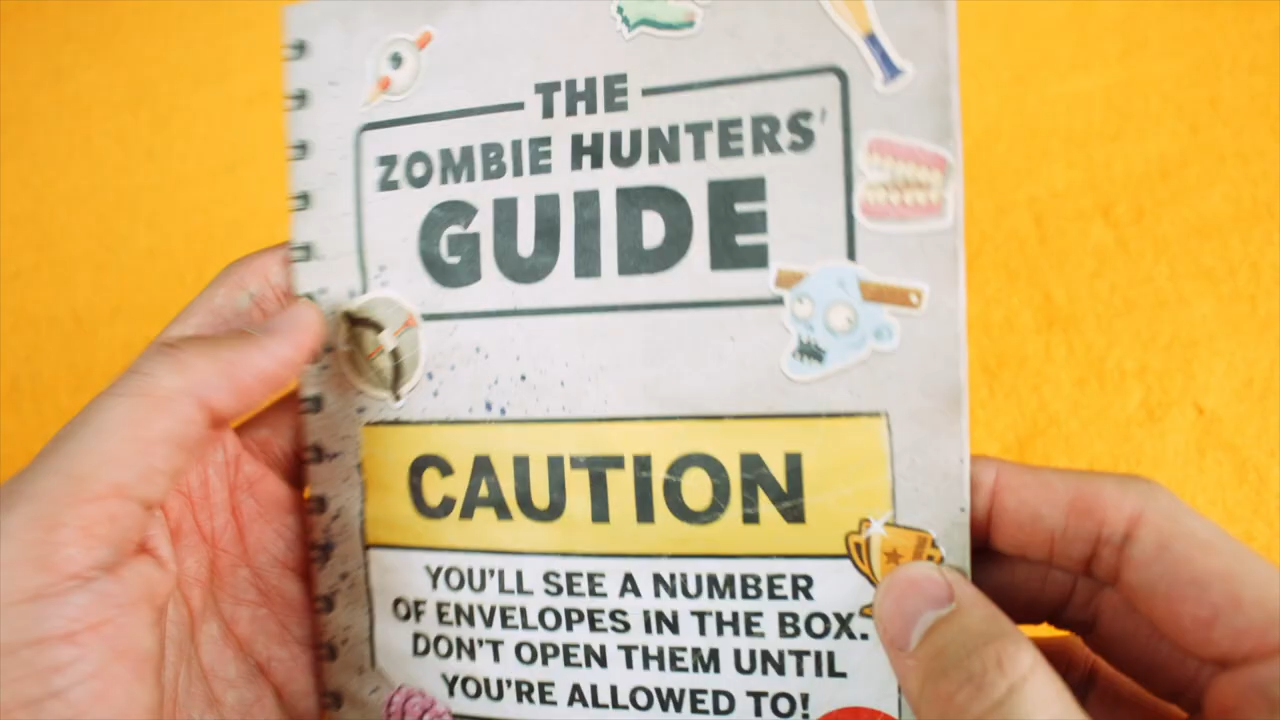 THE
ZOMBIE HUNTERS'
GUIDE
CAUTION
YOU'LL SEE A NUMBER
OF ENVELOPES IN THE BOX.
DON'T OPEN THEM UNTIL
YOU'RE ALLOWED TO!